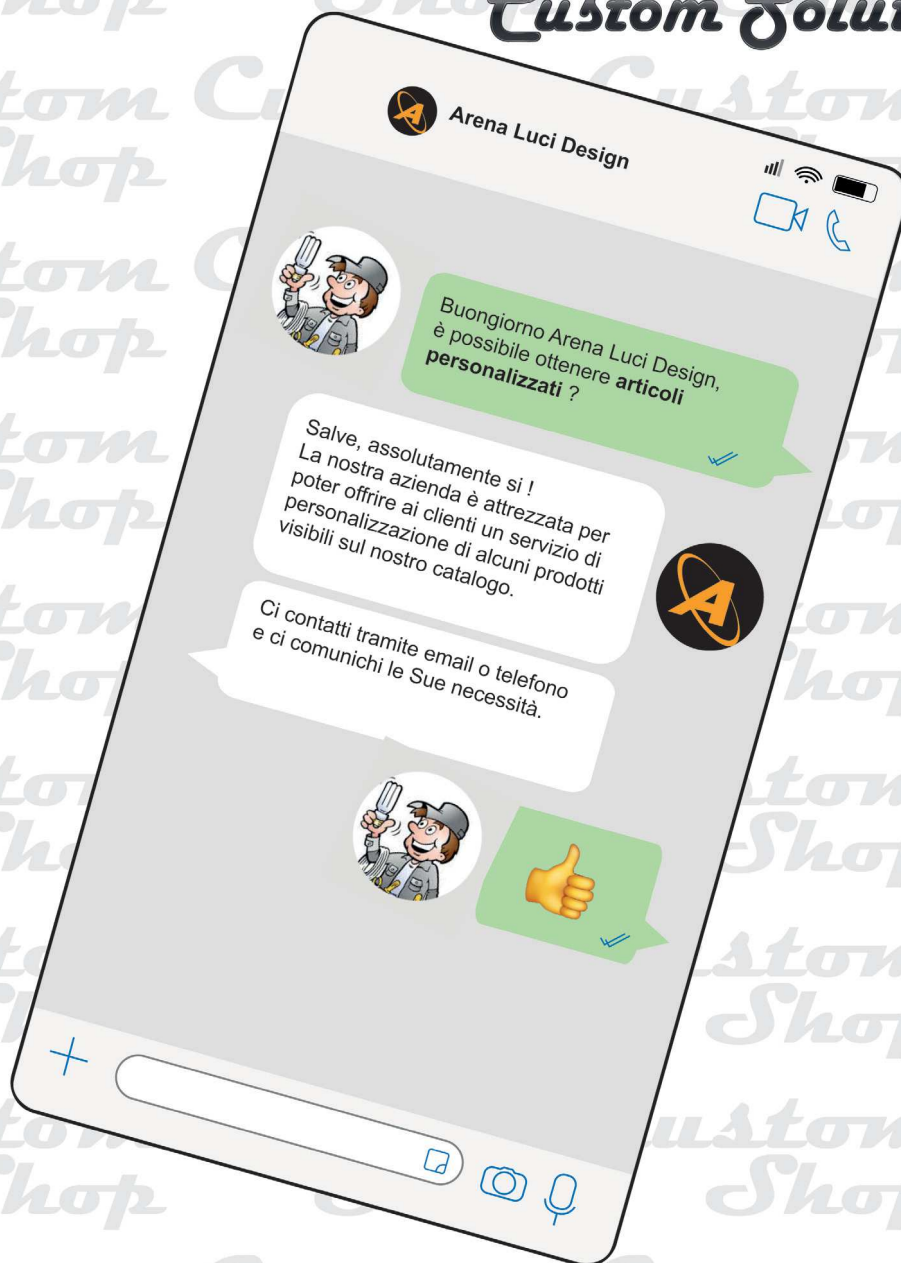 Custom
Arena Luci Design
Buongiorno Arena Luci Design,
è possibile ottenere articoli
personalizzati ?
Salve, assolutamente si !
La nostra azienda è attrezzata per
poter offrire ai clienti un servizio di
personalizzazione di alcuni prodotti
visibili sul nostro catalogo.
Ci contatti tramite email o telefono
e ci comunichi le Sue necessità.